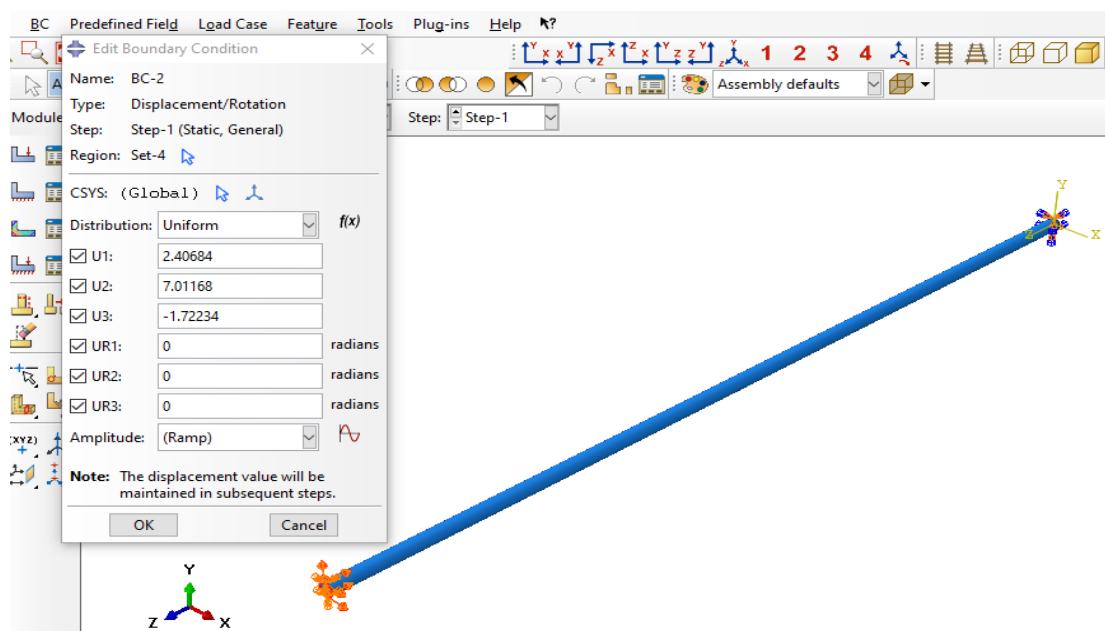 BC Predefined Field Load Case Feature Tools Plug-ins Help
Edit Boundary Condition
1 2 3 4
Name: BC-2
Assembly defaults
Type: Displacement/Rotation
Module
Step: Step-1
Step: Step-1 (Static, General)
Region: Set-4
CSYS: (Global)
Distribution: Uniform f(x)
U1: 2.40684
U2: 7.01168
U3: -1.72234
UR1: 0 radians
UR2: 0 radians
UR3: 0 radians
Amplitude: (Ramp)
Note: The displacement value will be
maintained in subsequent steps.
OK Cancel
(XYZ)
Y
Z X
Y
Z X